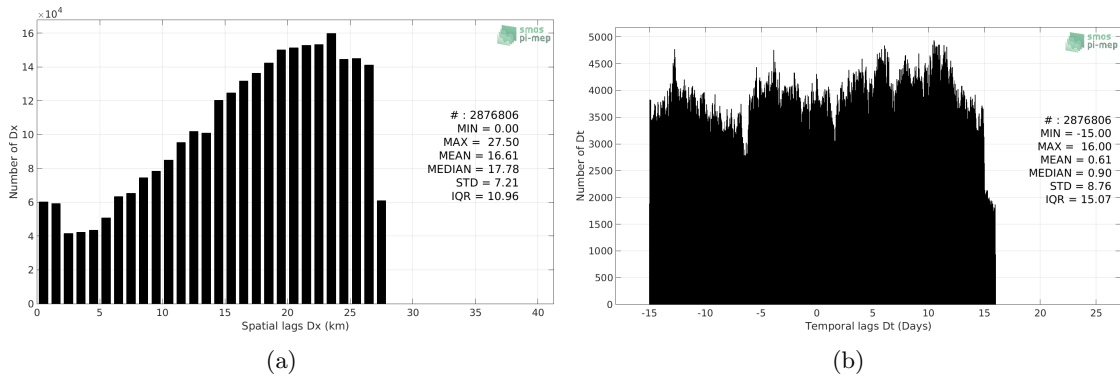 ×10⁴
16
14
12
10
8
6
4
2
0
Number of Dx
0 5 10 15 20 25 30 35 40
Spatial lags Dx (km)
smos
pi-mep
# : 2876806
MIN = 0.00
MAX = 27.50
MEAN = 16.61
MEDIAN = 17.78
STD = 7.21
IQR = 10.96
(a)
5000
4500
4000
3500
3000
2500
2000
1500
1000
500
0
Number of Dt
-15 -10 -5 0 5 10 15 20 25
Temporal lags Dt (Days)
smos
pi-mep
# : 2876806
MIN = -15.00
MAX = 16.00
MEAN = 0.61
MEDIAN = 0.90
STD = 8.76
IQR = 15.07
(b)